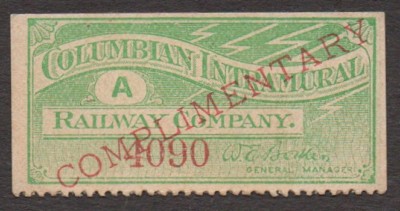 COLUMBIAN INTRAMURAL
A
RAILWAY COMPANY.
COMPLIMENTARY
4090
GENERAL MANAGER.